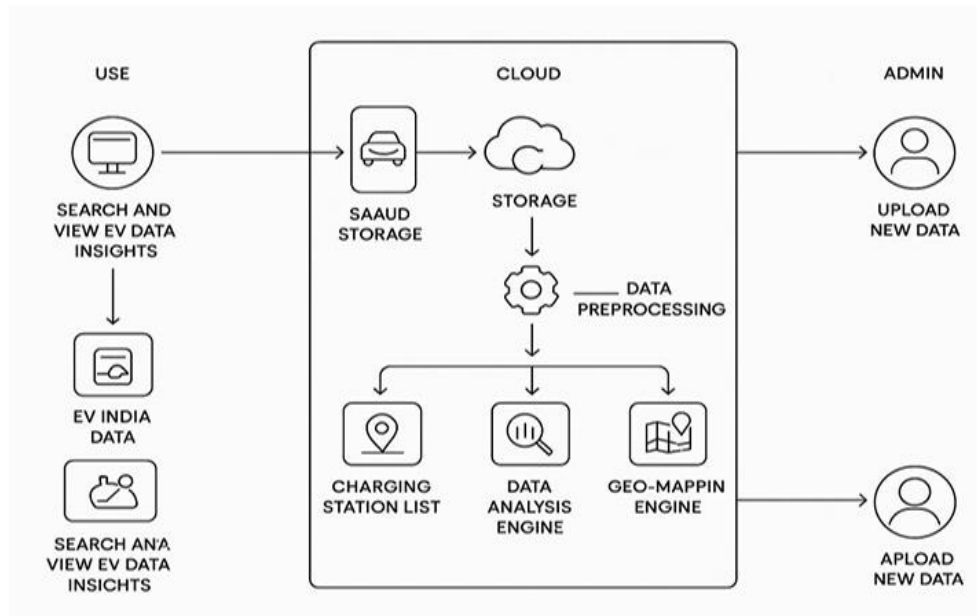 USE
SEARCH AND
VIEW EV DATA
INSIGHTS
EV INDIA
DATA
SEARCH ANA
VIEW EV DATA
INSICHTS
CLOUD
SAAUD
STORAGE
STORAGE
DATA
PREPROCESSING
CHARGING
STATION LIST
DATA
ANALYSIS
ENGINE
GEO-MAPPIN
ENGINE
ADMIN
UPLOAD
NEW DATA
APLOAD
NEW DATA